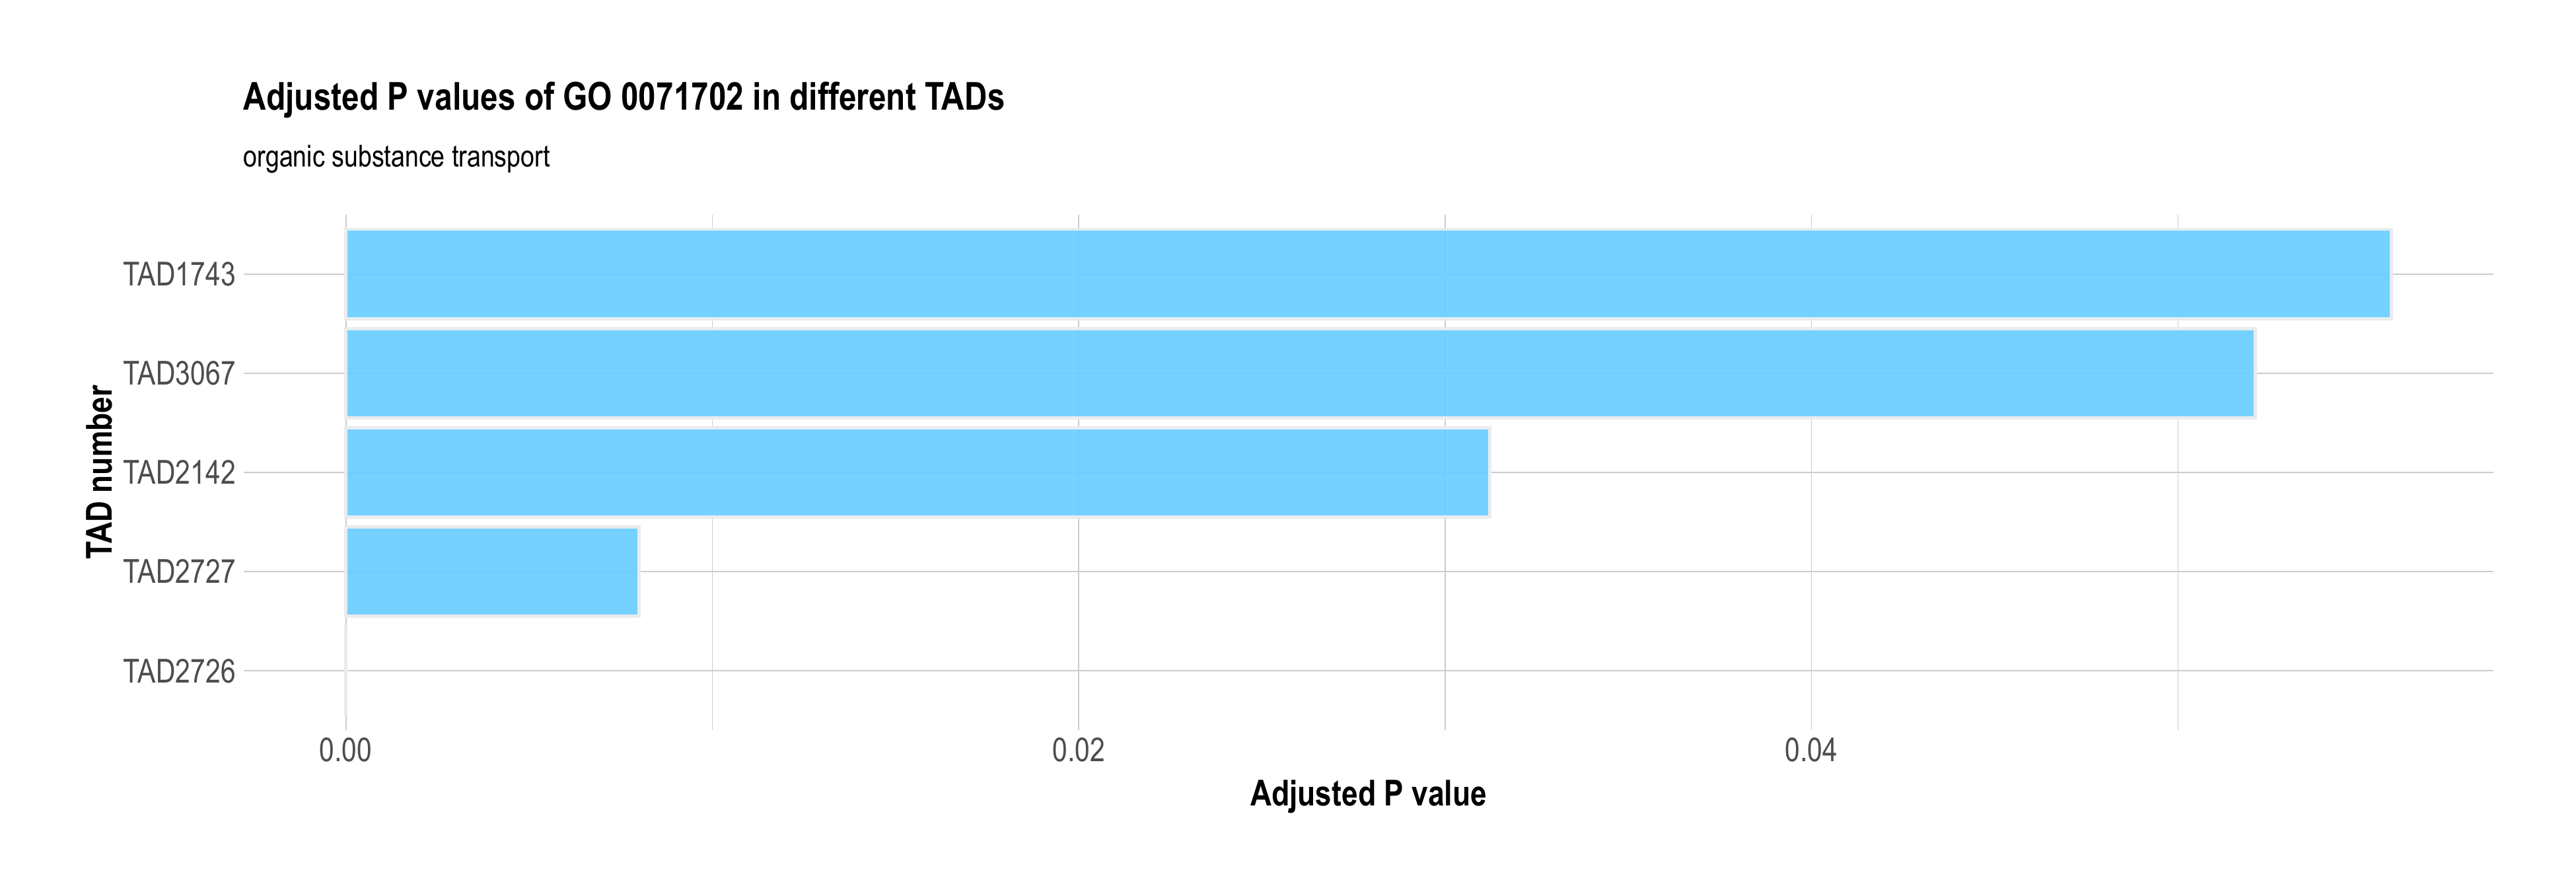 Adjusted P values of GO 0071702 in different TADs
organic substance transport
TAD number
TAD1743
TAD3067
TAD2142
TAD2727
TAD2726
0.00 0.02 0.04
Adjusted P value